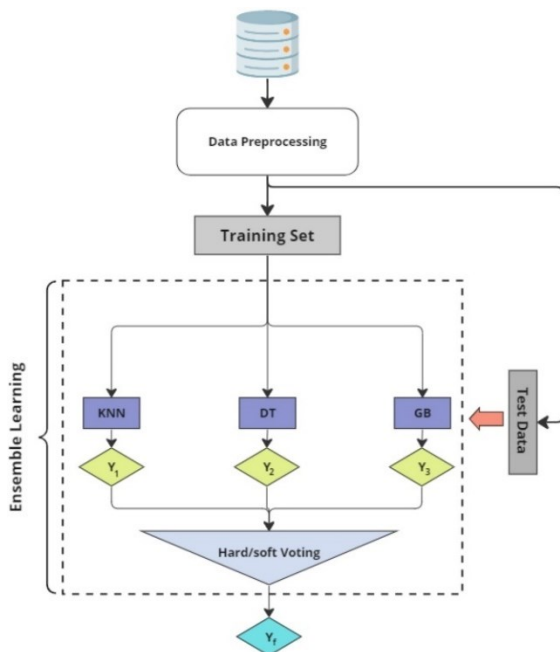 Data Preprocessing
Training Set
Ensemble Learning
KNN
DT
GB
Test Data
Y1
Y2
Y3
Hard/soft Voting
Yf